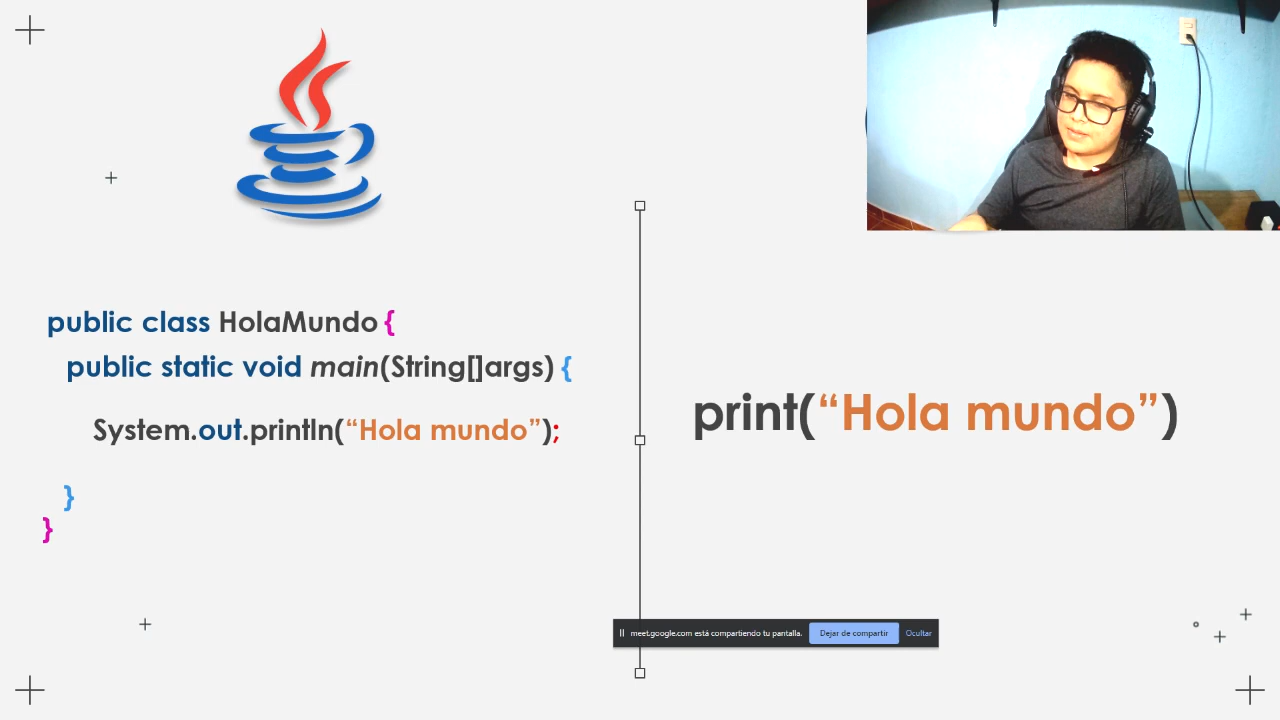 public class HolaMundo {
public static void main(String[]args) {
System.out.println(“Hola mundo”);
}
}
print(“Hola mundo”)
meet.google.com está compartiendo tu pantalla. Dejar de compartir Ocultar